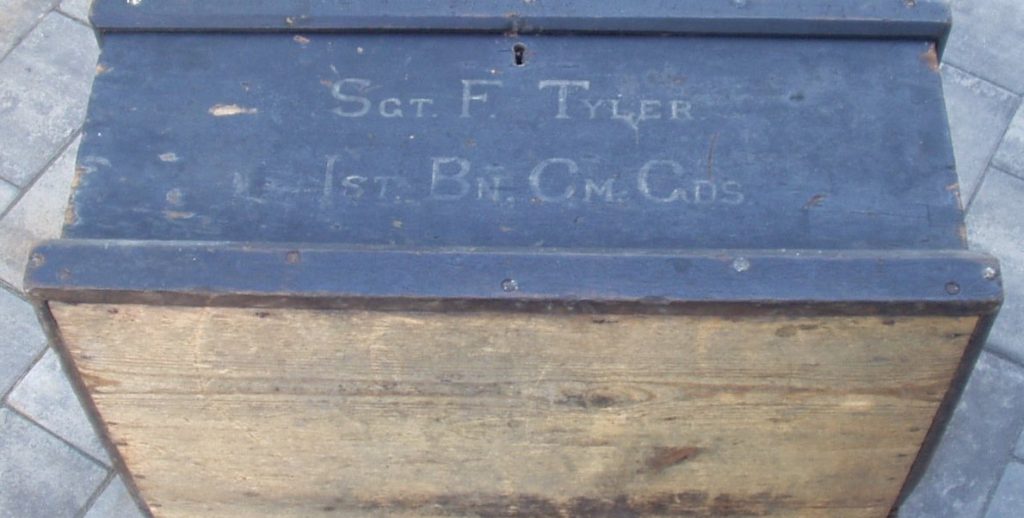 Sgt. F. Tyler
1st. Bn. Cm. Gds.